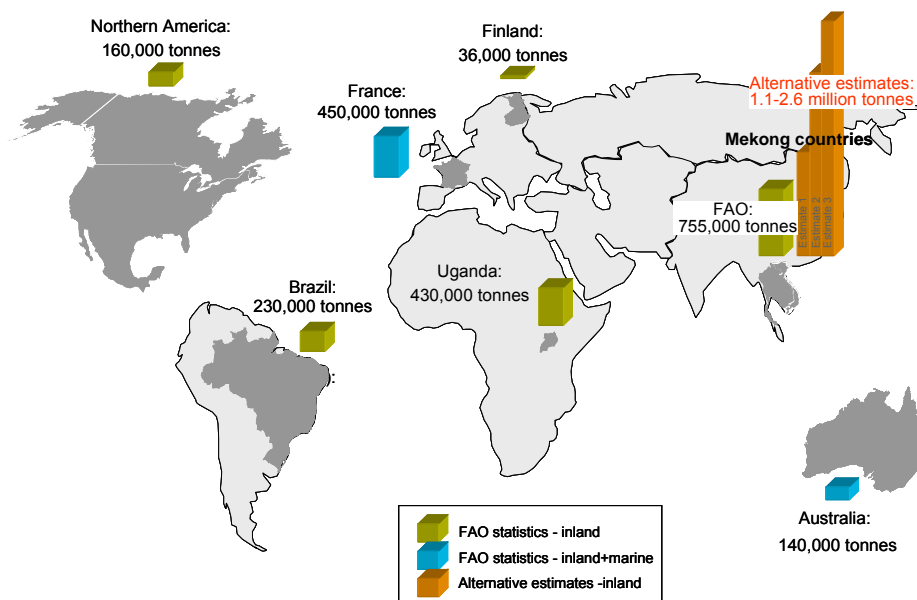 Northern America:
160,000 tonnes
Finland:
36,000 tonnes
France:
450,000 tonnes
Alternative estimates:
1.1-2.6 million tonnes
Mekong countries
FAO:
755,000 tonnes
Estimate 1
Estimate 2
Estimate 3
Uganda:
430,000 tonnes
Brazil:
230,000 tonnes
):
Australia:
140,000 tonnes
FAO statistics - inland
FAO statistics - inland+marine
Alternative estimates -inland